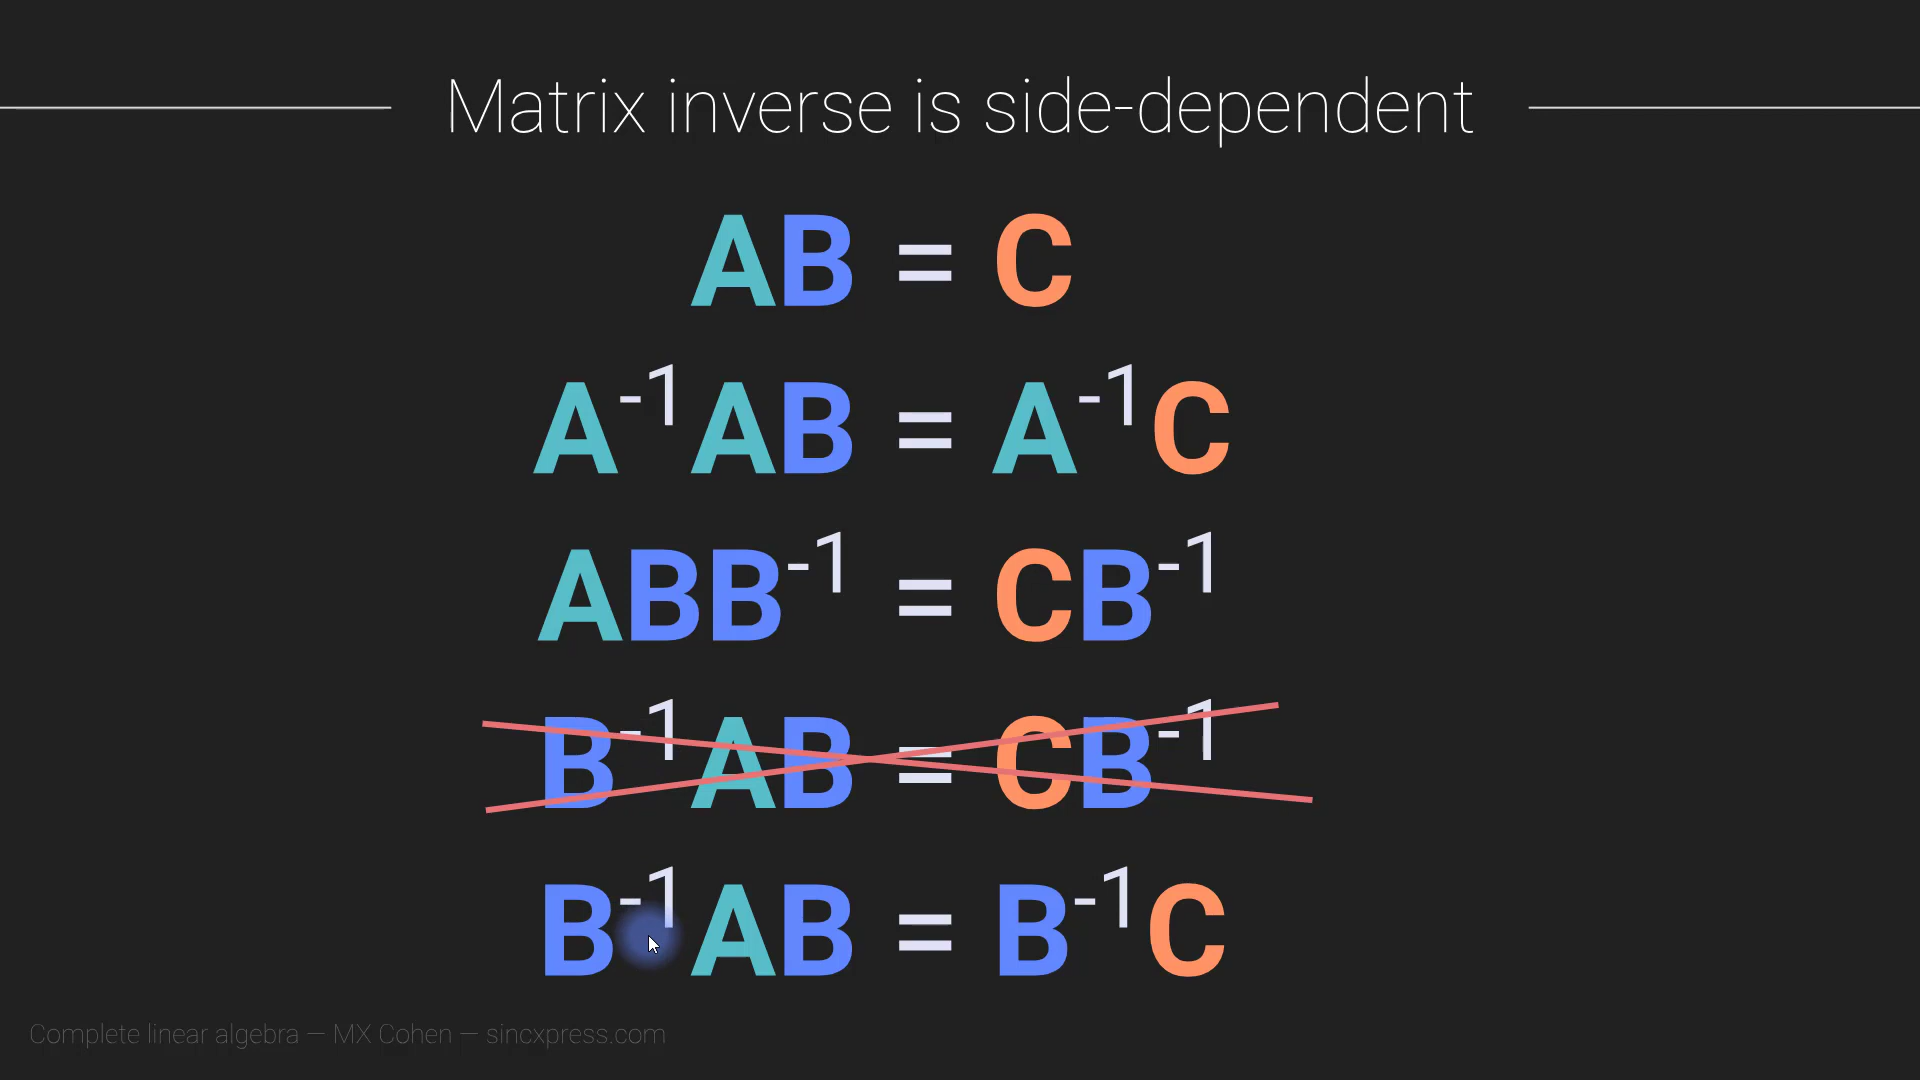 Matrix inverse is side-dependent
AB = C
A⁻¹AB = A⁻¹C
ABB⁻¹ = CB⁻¹
B⁻¹AB = CB⁻¹
B⁻¹AB = B⁻¹C
Complete linear algebra — MX Cohen — sincxpress.com